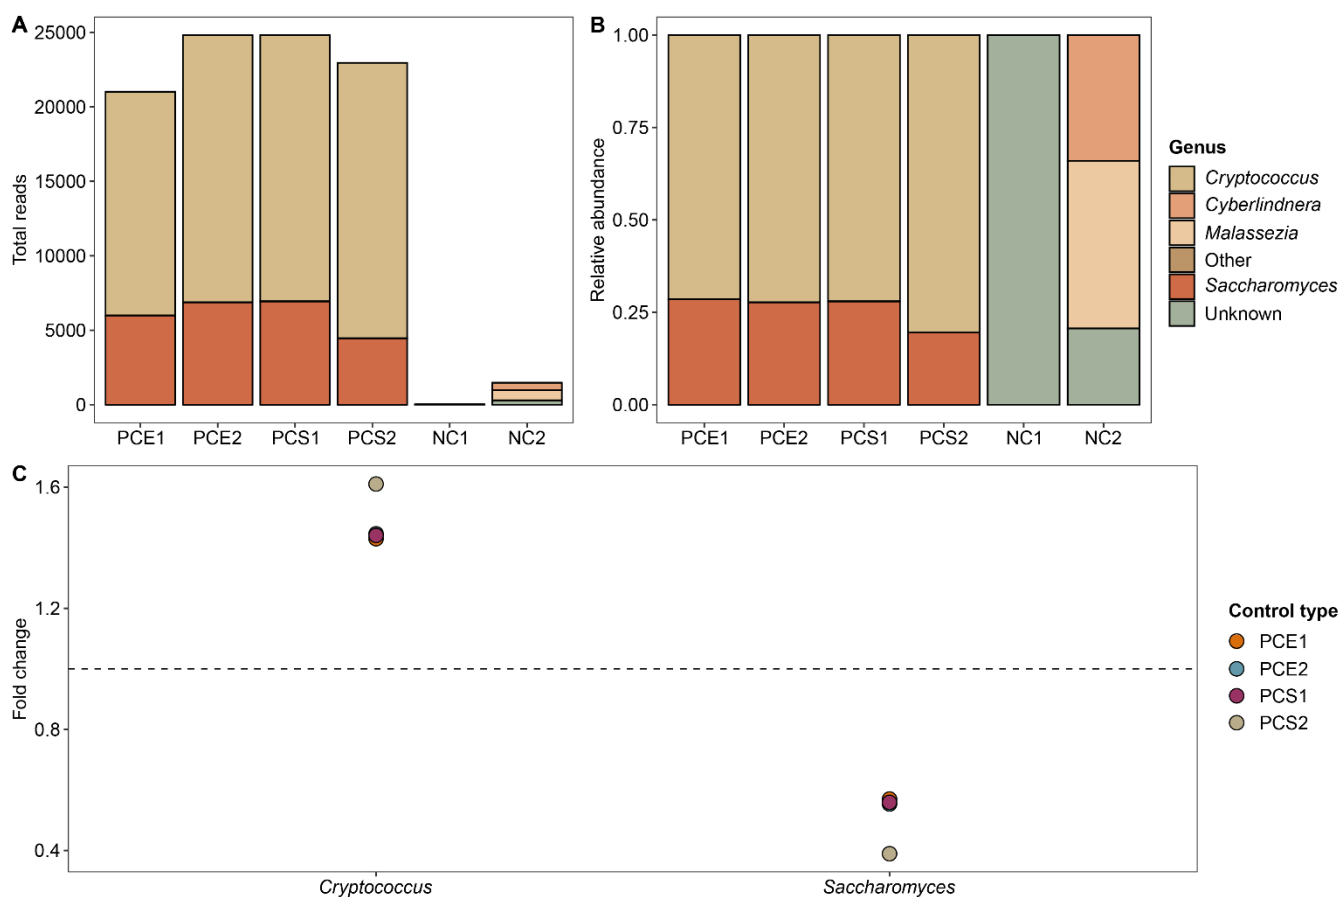 A
Total reads
25000
20000
15000
10000
5000
0
PCE1 PCE2 PCS1 PCS2 NC1 NC2
B
Relative abundance
1.00
0.75
0.50
0.25
0.00
PCE1 PCE2 PCS1 PCS2 NC1 NC2
Genus
Cryptococcus
Cyberlindnera
Malassezia
Other
Saccharomyces
Unknown
C
Fold change
1.6
1.2
0.8
0.4
Cryptococcus Saccharomyces
Control type
PCE1
PCE2
PCS1
PCS2